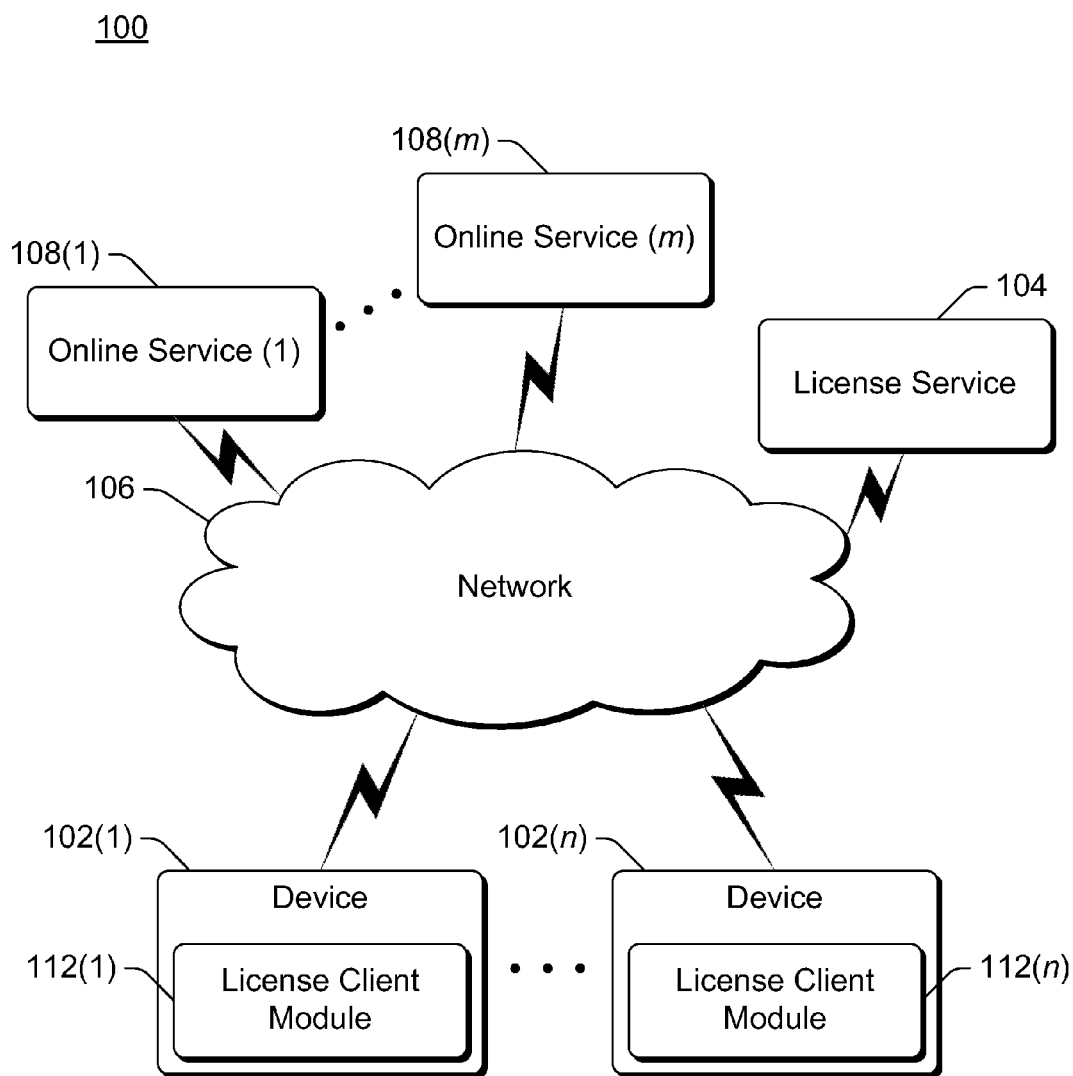 100
108(m)
Online Service (m)
108(1)
Online Service (1)
104
License Service
106
Network
102(1)
102(n)
Device
Device
112(1)
License Client
Module
License Client
Module
112(n)